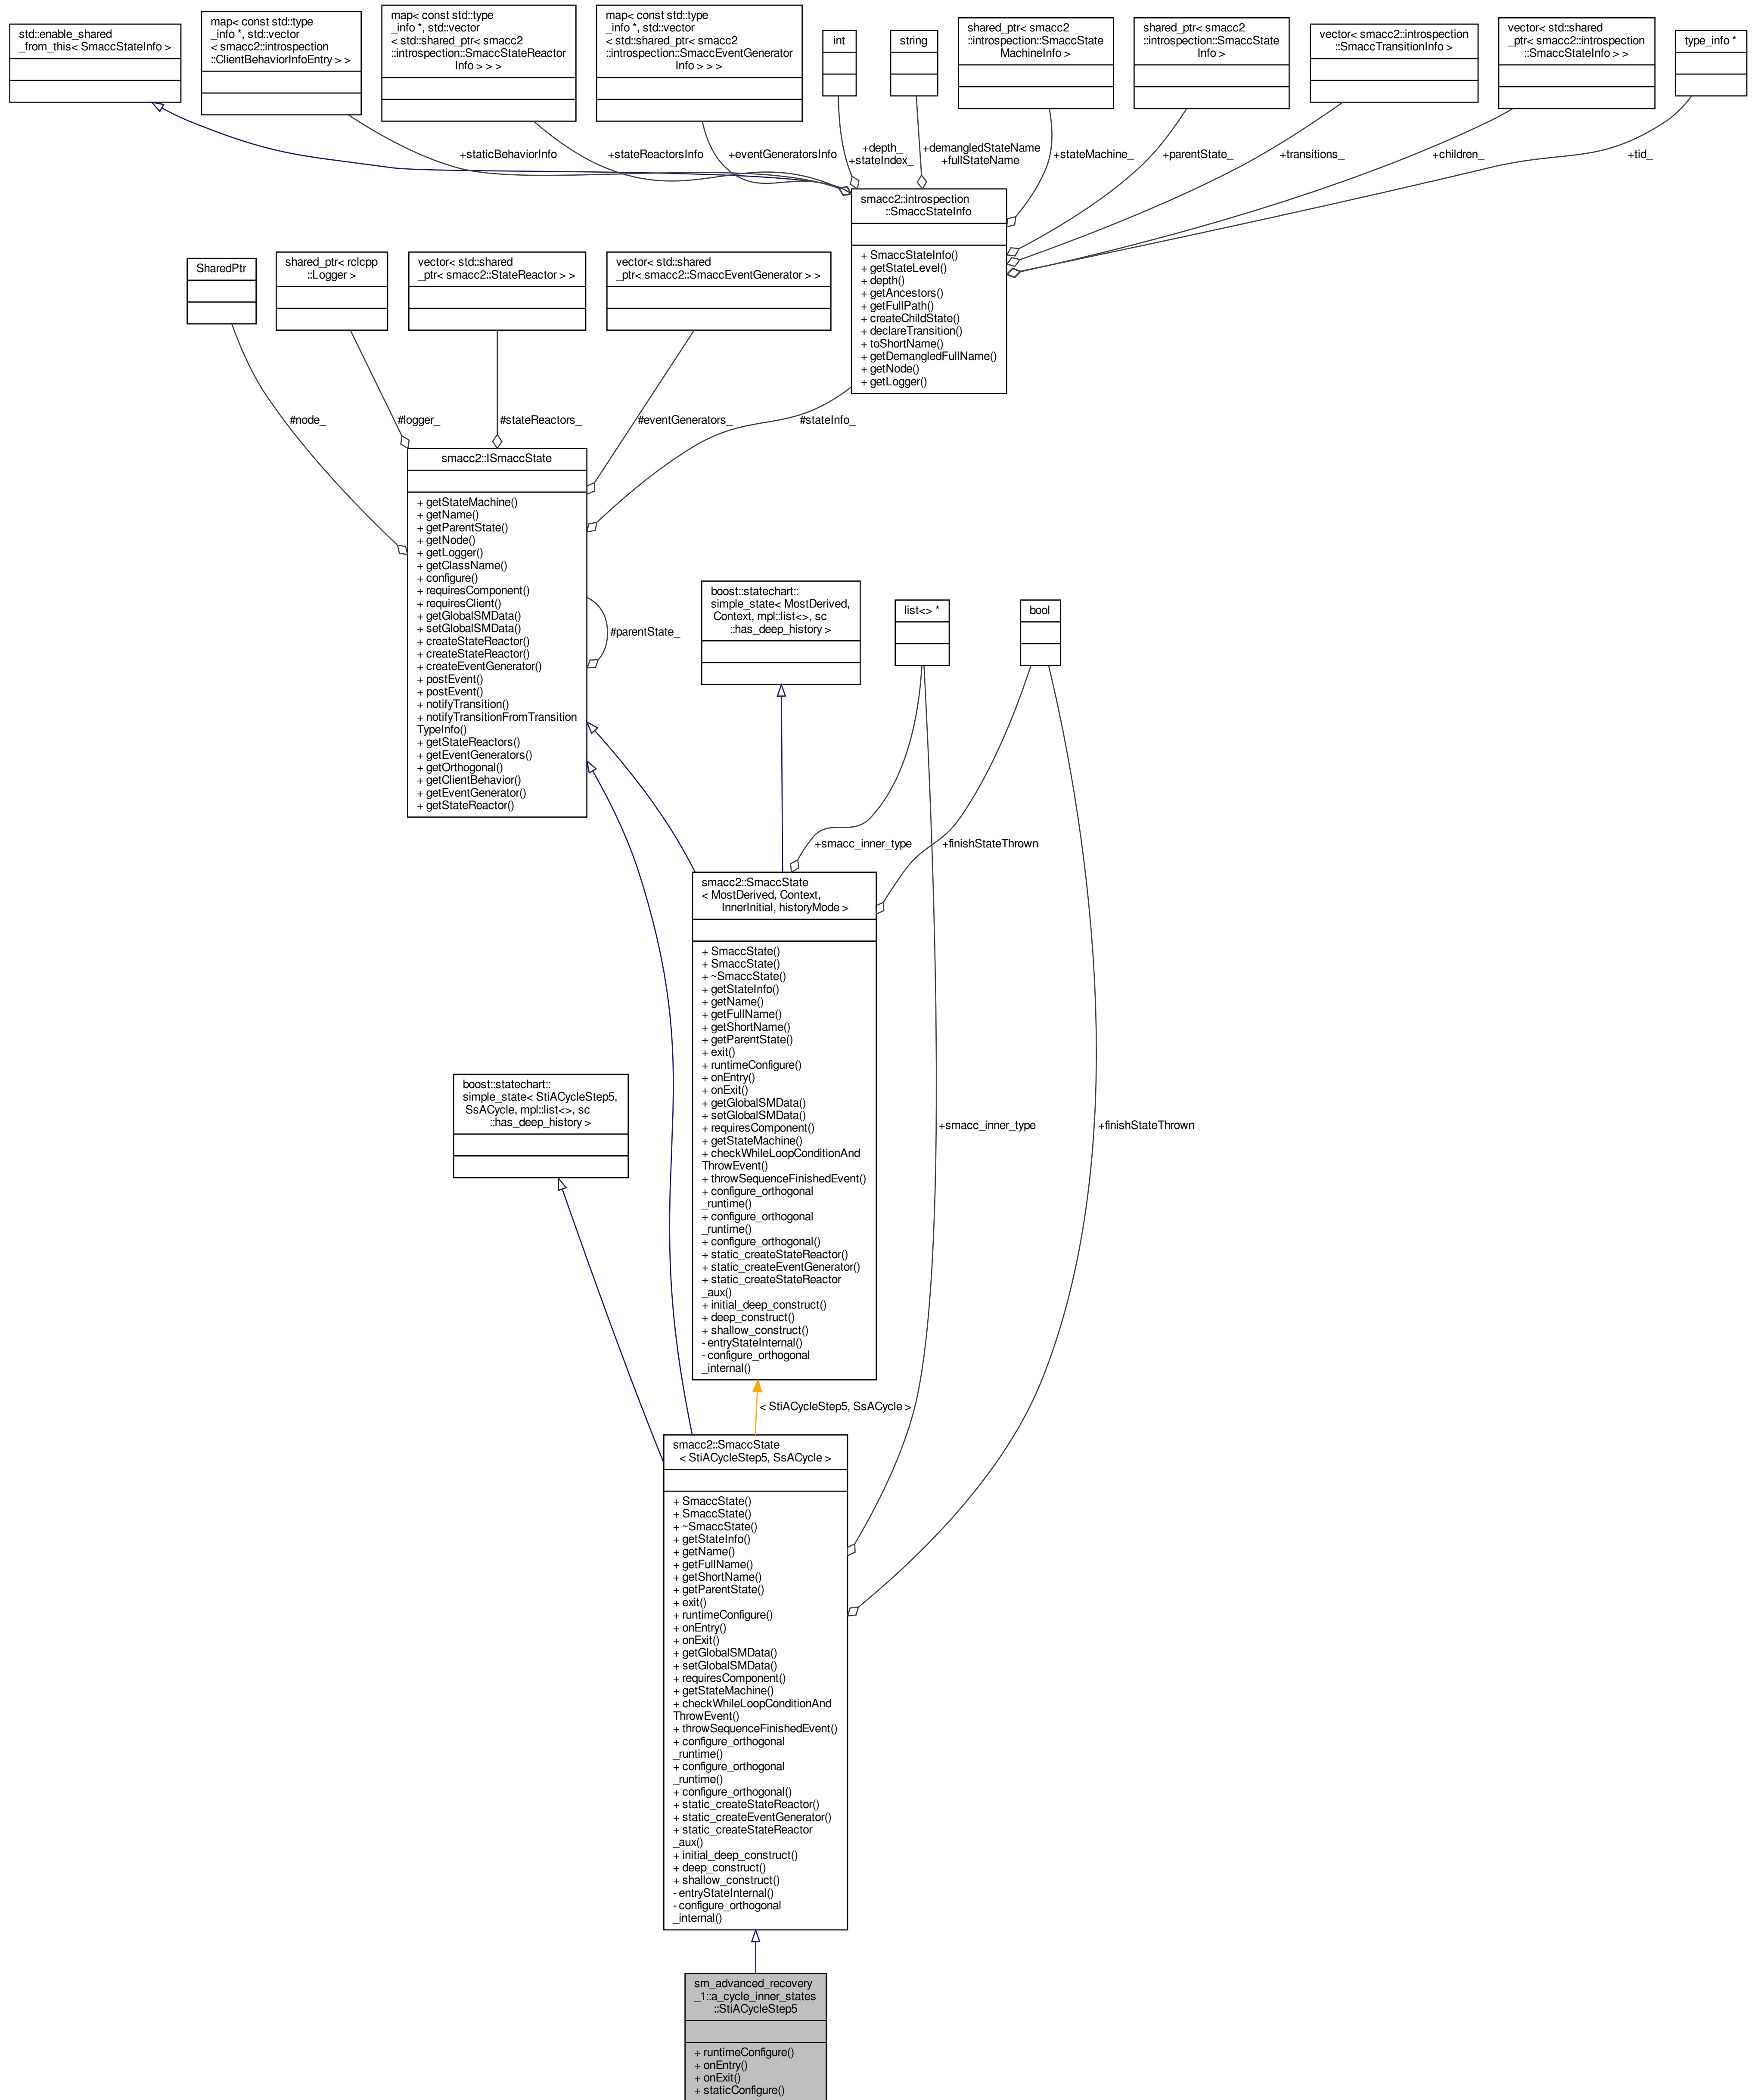 std::enable_shared
_from_this< SmaccStateInfo >
map< const std::type
_info *, std::vector
< smacc2::introspection
::ClientBehaviorInfoEntry > >
map< const std::type
_info *, std::vector
< std::shared_ptr< smacc2
::introspection::SmaccStateReactor
Info > > >
map< const std::type
_info *, std::vector
< std::shared_ptr< smacc2
::introspection::SmaccEventGenerator
Info > > >
int
string
shared_ptr< smacc2
::introspection::SmaccState
MachineInfo >
shared_ptr< smacc2
::introspection::SmaccState
Info >
vector< smacc2::introspection
::SmaccTransitionInfo >
vector< std::shared
_ptr< smacc2::introspection
::SmaccStateInfo > >
type_info *
+staticBehaviorInfo
+stateReactorsInfo
+eventGeneratorsInfo
+depth_
+stateIndex_
+demangledStateName
+fullStateName
+stateMachine_
+parentState_
+transitions_
+children_
+tid_
smacc2::introspection
::SmaccStateInfo
+ SmaccStateInfo()
+ getStateLevel()
+ depth()
+ getAncestors()
+ getFullPath()
+ createChildState()
+ declareTransition()
+ toShortName()
+ getDemangledFullName()
+ getNode()
+ getLogger()
SharedPtr
shared_ptr< rclcpp
::Logger >
vector< std::shared
_ptr< smacc2::StateReactor > >
vector< std::shared
_ptr< smacc2::SmaccEventGenerator > >
#node_
#logger_
#stateReactors_
#eventGenerators_
#stateInfo_
smacc2::ISmaccState
+ getStateMachine()
+ getName()
+ getParentState()
+ getNode()
+ getLogger()
+ getClassName()
+ configure()
+ requiresComponent()
+ requiresClient()
+ getGlobalSMData()
+ setGlobalSMData()
+ createStateReactor()
+ createStateReactor()
+ createEventGenerator()
+ postEvent()
+ postEvent()
+ notifyTransition()
+ notifyTransitionFromTransition
TypeInfo()
+ getStateReactors()
+ getEventGenerators()
+ getOrthogonal()
+ getClientBehavior()
+ getEventGenerator()
+ getStateReactor()
#parentState_
boost::statechart::
simple_state< MostDerived,
Context, mpl::list<>, sc
::has_deep_history >
list<> *
bool
+smacc_inner_type
+finishStateThrown
smacc2::SmaccState
< MostDerived, Context,
InnerInitial, historyMode >
+ SmaccState()
+ SmaccState()
+ ~SmaccState()
+ getStateInfo()
+ getName()
+ getFullName()
+ getShortName()
+ getParentState()
+ exit()
+ runtimeConfigure()
+ onEntry()
+ onExit()
+ getGlobalSMData()
+ setGlobalSMData()
+ requiresComponent()
+ getStateMachine()
+ checkWhileLoopConditionAnd
ThrowEvent()
+ throwSequenceFinishedEvent()
+ configure_orthogonal
_runtime()
+ configure_orthogonal
_runtime()
+ configure_orthogonal()
+ static_createStateReactor()
+ static_createEventGenerator()
+ static_createStateReactor
_aux()
+ initial_deep_construct()
+ deep_construct()
+ shallow_construct()
- entryStateInternal()
- configure_orthogonal
_internal()
boost::statechart::
simple_state< StiACycleStep5,
SsACycle, mpl::list<>, sc
::has_deep_history >
+smacc_inner_type
+finishStateThrown
< StiACycleStep5, SsACycle >
smacc2::SmaccState
< StiACycleStep5, SsACycle >
+ SmaccState()
+ SmaccState()
+ ~SmaccState()
+ getStateInfo()
+ getName()
+ getFullName()
+ getShortName()
+ getParentState()
+ exit()
+ runtimeConfigure()
+ onEntry()
+ onExit()
+ getGlobalSMData()
+ setGlobalSMData()
+ requiresComponent()
+ getStateMachine()
+ checkWhileLoopConditionAnd
ThrowEvent()
+ throwSequenceFinishedEvent()
+ configure_orthogonal
_runtime()
+ configure_orthogonal
_runtime()
+ configure_orthogonal()
+ static_createStateReactor()
+ static_createEventGenerator()
+ static_createStateReactor
_aux()
+ initial_deep_construct()
+ deep_construct()
+ shallow_construct()
- entryStateInternal()
- configure_orthogonal
_internal()
sm_advanced_recovery
_1::a_cycle_inner_states
::StiACycleStep5
+ runtimeConfigure()
+ onEntry()
+ onExit()
+ staticConfigure()